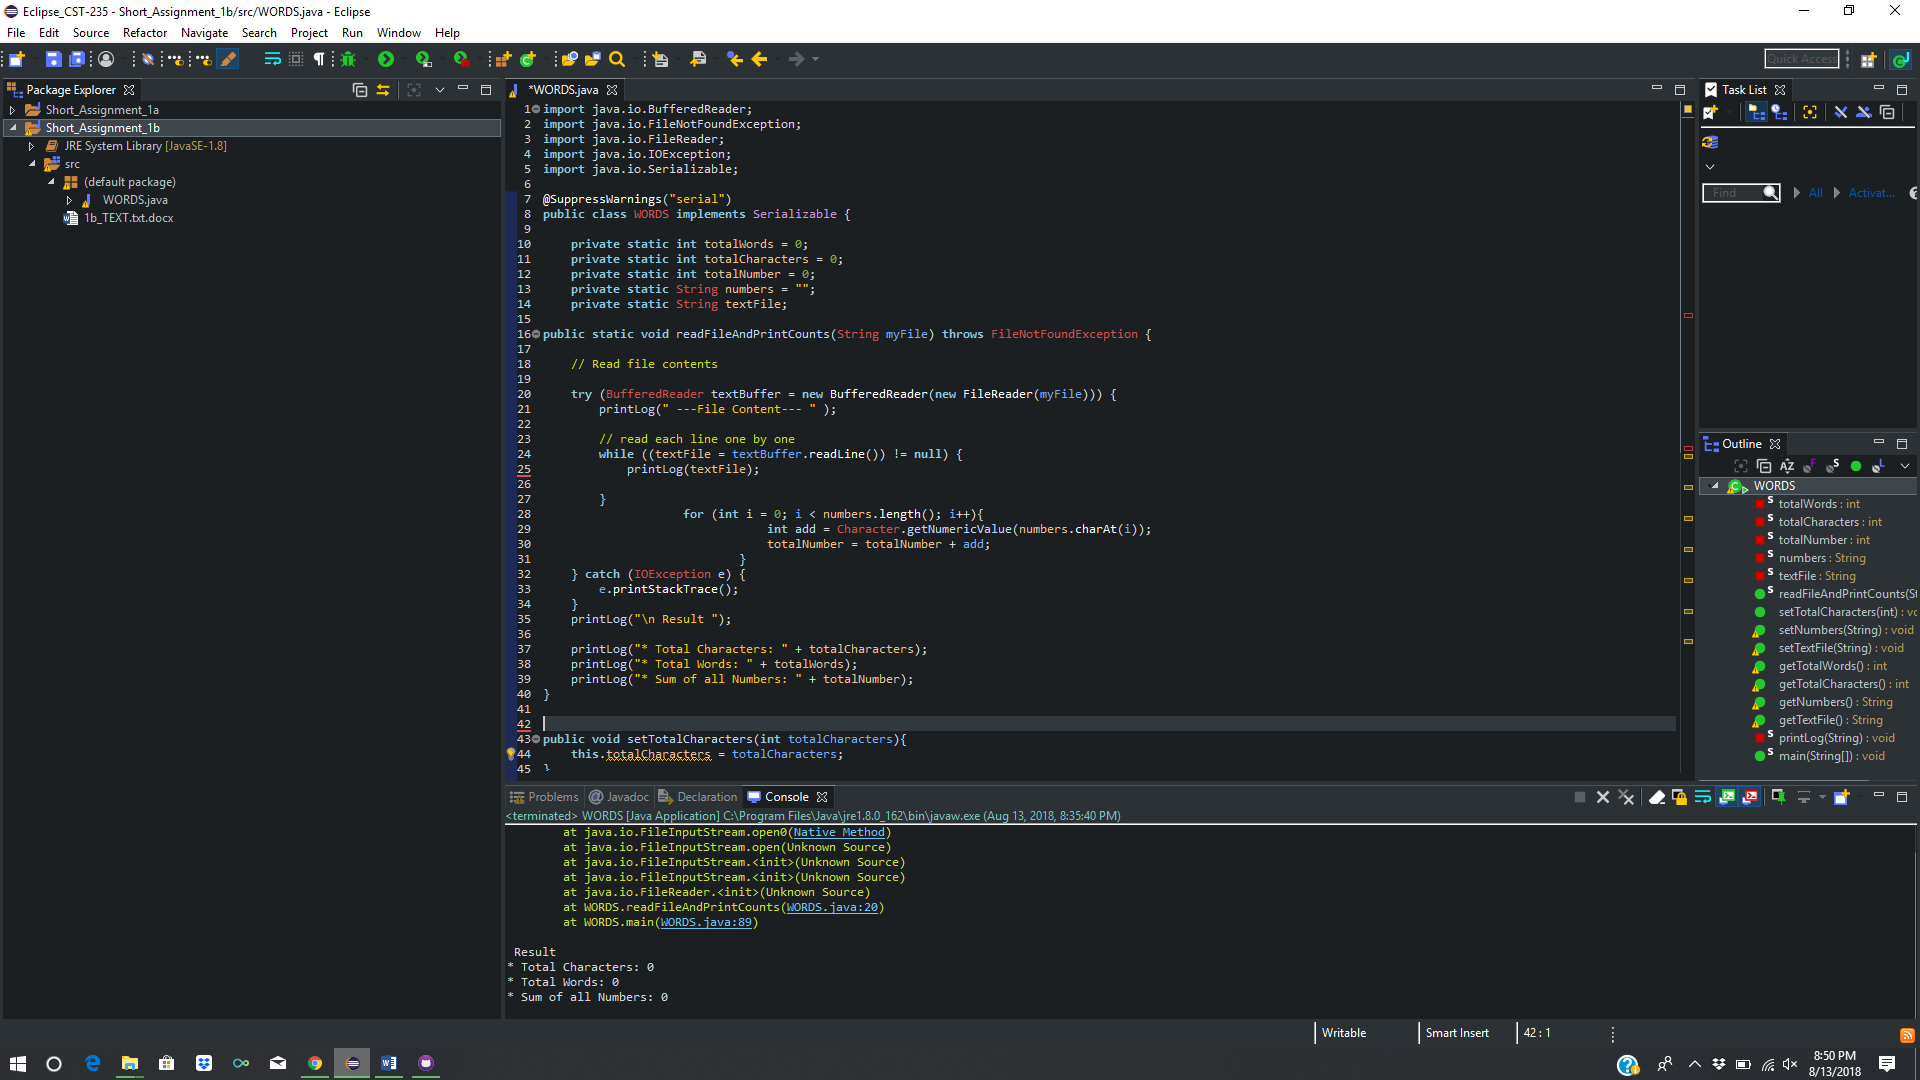 Eclipse_CST-235 - Short_Assignment_1b/src/WORDS.java - Eclipse
File Edit Source Refactor Navigate Search Project Run Window Help
Quick Access
Package Explorer
Short_Assignment_1a
Short_Assignment_1b
JRE System Library [JavaSE-1.8]
src
(default package)
WORDS.java
1b_TEXT.txt.docx
*WORDS.java
1 import java.io.BufferedReader;
2 import java.io.FileNotFoundException;
3 import java.io.FileReader;
4 import java.io.IOException;
5 import java.io.Serializable;
6
7 @SuppressWarnings("serial")
8 public class WORDS implements Serializable {
9
10 private static int totalWords = 0;
11 private static int totalCharacters = 0;
12 private static int totalNumber = 0;
13 private static String numbers = "";
14 private static String textFile;
15
16 public static void readFileAndPrintCounts(String myFile) throws FileNotFoundException {
17
18 // Read file contents
19
20 try (BufferedReader textBuffer = new BufferedReader(new FileReader(myFile))) {
21 printLog(" ---File Content--- " );
22
23 // read each line one by one
24 while ((textFile = textBuffer.readLine()) != null) {
25 printLog(textFile);
26
27 }
28 for (int i = 0; i < numbers.length(); i++){
29 int add = Character.getNumericValue(numbers.charAt(i));
30 totalNumber = totalNumber + add;
31 }
32 } catch (IOException e) {
33 e.printStackTrace();
34 }
35 printLog("\n Result ");
36
37 printLog("* Total Characters: " + totalCharacters);
38 printLog("* Total Words: " + totalWords);
39 printLog("* Sum of all Numbers: " + totalNumber);
40 }
41
42
43 public void setTotalCharacters(int totalCharacters){
44 this.totalCharacters = totalCharacters;
45 }
Task List
Find All Activat...
Outline
WORDS
totalWords : int
totalCharacters : int
totalNumber : int
numbers : String
textFile : String
readFileAndPrintCounts(St
setTotalCharacters(int) : vo
setNumbers(String) : void
setTextFile(String) : void
getTotalWords() : int
getTotalCharacters() : int
getNumbers() : String
getTextFile() : String
printLog(String) : void
main(String[]) : void
Problems Javadoc Declaration Console
<terminated> WORDS [Java Application] C:\Program Files\Java\jre1.8.0_162\bin\javaw.exe (Aug 13, 2018, 8:35:40 PM)
at java.io.FileInputStream.open0(Native Method)
at java.io.FileInputStream.open(Unknown Source)
at java.io.FileInputStream.<init>(Unknown Source)
at java.io.FileInputStream.<init>(Unknown Source)
at java.io.FileReader.<init>(Unknown Source)
at WORDS.readFileAndPrintCounts(WORDS.java:20)
at WORDS.main(WORDS.java:89)
Result
* Total Characters: 0
* Total Words: 0
* Sum of all Numbers: 0
Writable Smart Insert 42 : 1
8:50 PM
8/13/2018